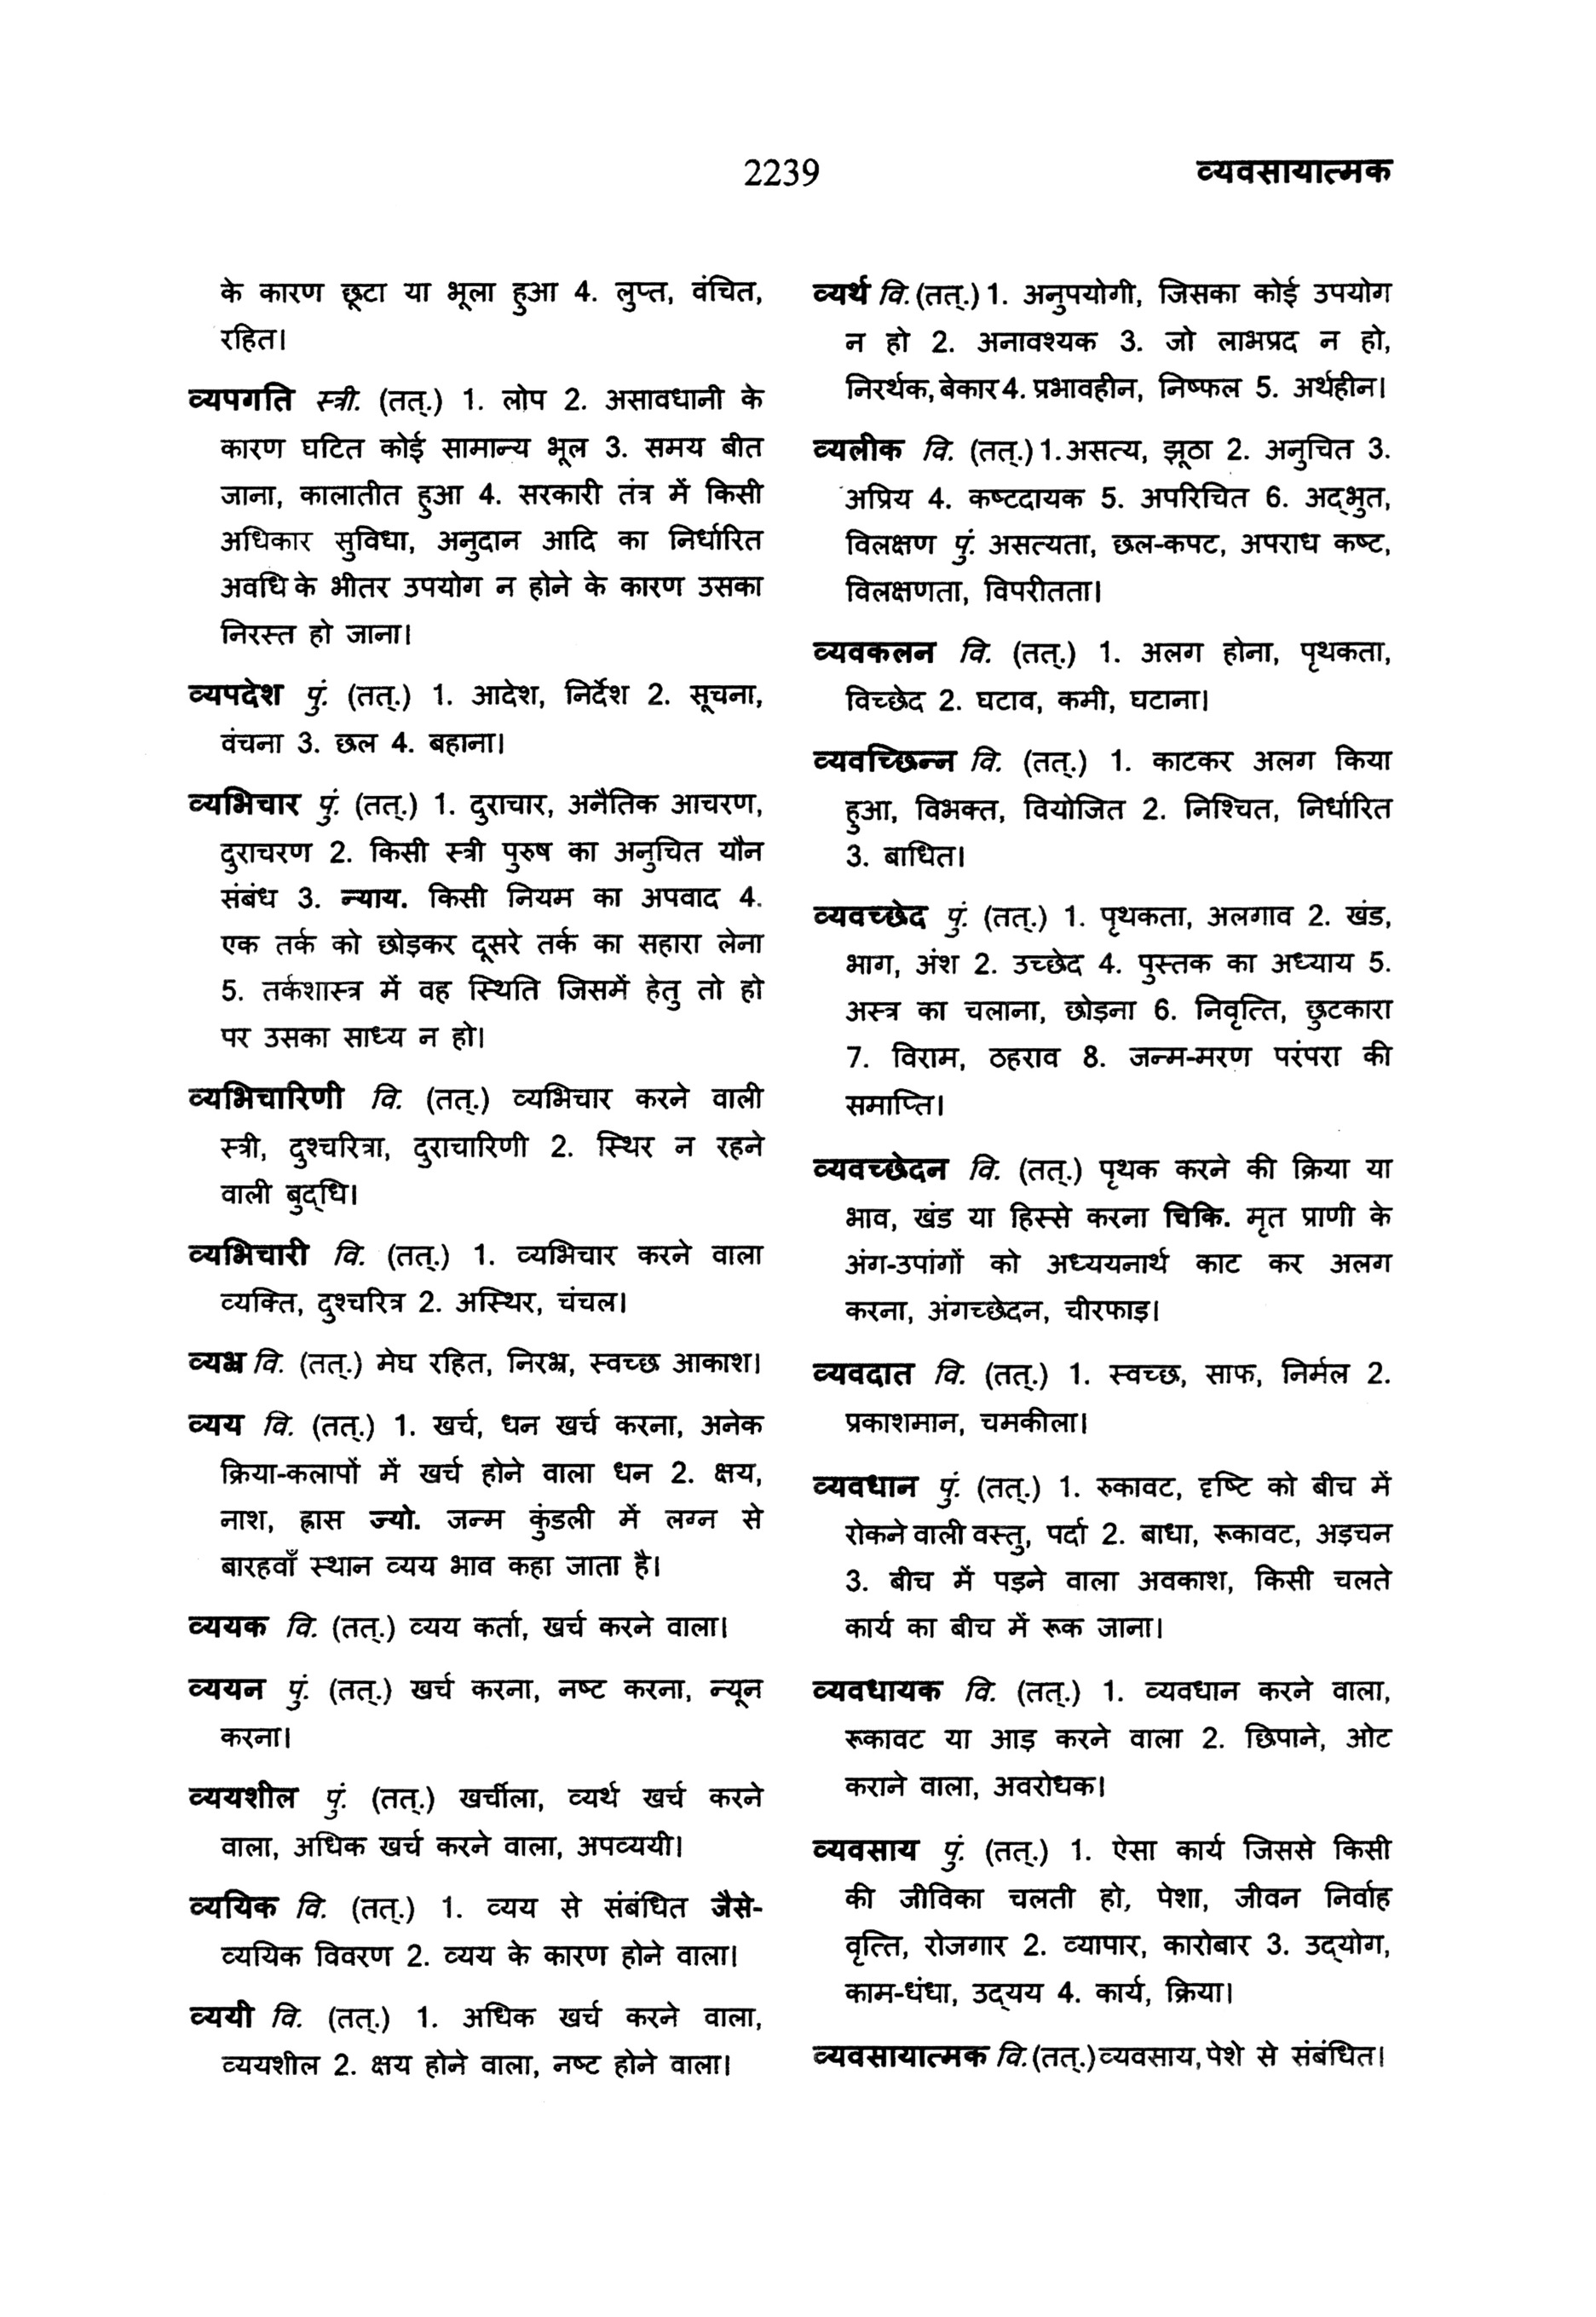 2239
व्यवसायात्मक
के कारण छूटा या भूला हुआ 4. लुप्त, वंचित,
रहित।
व्यपगति स्त्री. (तत्.) 1. लोप 2. असावधानी के
कारण घटित कोई सामान्य भूल 3. समय बीत
जाना, कालातीत हुआ 4. सरकारी तंत्र में किसी
अधिकार सुविधा, अनुदान आदि का निर्धारित
अवधि के भीतर उपयोग न होने के कारण उसका
निरस्त हो जाना।
व्यपदेश पुं. (तत्.) 1. आदेश, निर्देश 2. सूचना,
वंचना 3. छल 4. बहाना।
व्यभिचार पुं. (तत्.) 1. दुराचार, अनैतिक आचरण,
दुराचरण 2. किसी स्त्री पुरुष का अनुचित यौन
संबंध 3. न्याय. किसी नियम का अपवाद 4.
एक तर्क को छोड़कर दूसरे तर्क का सहारा लेना
5. तर्कशास्त्र में वह स्थिति जिसमें हेतु तो हो
पर उसका साध्य न हो।
व्यभिचारिणी वि. (तत्.) व्यभिचार करने वाली
स्त्री, दुश्चरित्रा, दुराचारिणी 2. स्थिर न रहने
वाली बुद्‌धि।
व्यभिचारी वि. (तत्.) 1. व्यभिचार करने वाला
व्यक्ति, दुश्चरित्र 2. अस्थिर, चंचल।
व्यभ्र वि. (तत्.) मेघ रहित, निरभ्र, स्वच्छ आकाश।
व्यय वि. (तत्.) 1. खर्च, धन खर्च करना, अनेक
क्रिया-कलापों में खर्च होने वाला धन 2. क्षय,
नाश, ह्रास ज्यो. जन्म कुंडली में लग्न से
बारहवाँ स्थान व्यय भाव कहा जाता है।
व्ययक वि. (तत्.) व्यय कर्ता, खर्च करने वाला।
व्ययन पुं. (तत्.) खर्च करना, नष्ट करना, न्यून
करना।
व्ययशील पुं. (तत्.) खर्चीला, व्यर्थ खर्च करने
वाला, अधिक खर्च करने वाला, अपव्ययी।
व्ययिक वि. (तत्.) 1. व्यय से संबंधित जैसे-
व्ययिक विवरण 2. व्यय के कारण होने वाला।
व्ययी वि. (तत्.) 1. अधिक खर्च करने वाला,
व्ययशील 2. क्षय होने वाला, नष्ट होने वाला।
व्यर्थ वि. (तत्.) 1. अनुपयोगी, जिसका कोई उपयोग
न हो 2. अनावश्यक 3. जो लाभप्रद न हो,
निरर्थक, बेकार 4. प्रभावहीन, निष्फल 5. अर्थहीन।
व्यलीक वि. (तत्.) 1. असत्य, झूठा 2. अनुचित 3.
अप्रिय 4. कष्टदायक 5. अपरिचित 6. अद्‌भुत,
विलक्षण पुं. असत्यता, छल-कपट, अपराध कष्ट,
विलक्षणता, विपरीतता।
व्यवकलन वि. (तत्.) 1. अलग होना, पृथकता,
विच्छेद 2. घटाव, कमी, घटाना।
व्यवच्छिन्न वि. (तत्.) 1. काटकर अलग किया
हुआ, विभक्त, वियोजित 2. निश्चित, निर्धारित
3. बाधित।
व्यवच्छेद पुं. (तत्.) 1. पृथकता, अलगाव 2. खंड,
भाग, अंश 2. उच्छेद 4. पुस्तक का अध्याय 5.
अस्त्र का चलाना, छोड़ना 6. निवृत्ति, छुटकारा
7. विराम, ठहराव 8. जन्म-मरण परंपरा की
समाप्ति।
व्यवच्छेदन वि. (तत्.) पृथक करने की क्रिया या
भाव, खंड या हिस्से करना चिकि. मृत प्राणी के
अंग-उपांगों को अध्ययनार्थ काट कर अलग
करना, अंगच्छेदन, चीरफाड़।
व्यवदात वि. (तत्.) 1. स्वच्छ, साफ, निर्मल 2.
प्रकाशमान, चमकीला।
व्यवधान पुं. (तत्.) 1. रुकावट, दृष्टि को बीच में
रोकने वाली वस्तु, पर्दा 2. बाधा, रूकावट, अड़चन
3. बीच में पड़ने वाला अवकाश, किसी चलते
कार्य का बीच में रूक जाना।
व्यवधायक वि. (तत्.) 1. व्यवधान करने वाला,
रूकावट या आड़ करने वाला 2. छिपाने, ओट
कराने वाला, अवरोधक।
व्यवसाय पुं. (तत्.) 1. ऐसा कार्य जिससे किसी
की जीविका चलती हो, पेशा, जीवन निर्वाह
वृत्ति, रोजगार 2. व्यापार, कारोबार 3. उद्‌योग,
काम-धंधा, उद्‌यय 4. कार्य, क्रिया।
व्यवसायात्मक वि. (तत्.) व्यवसाय, पेशे से संबंधित।